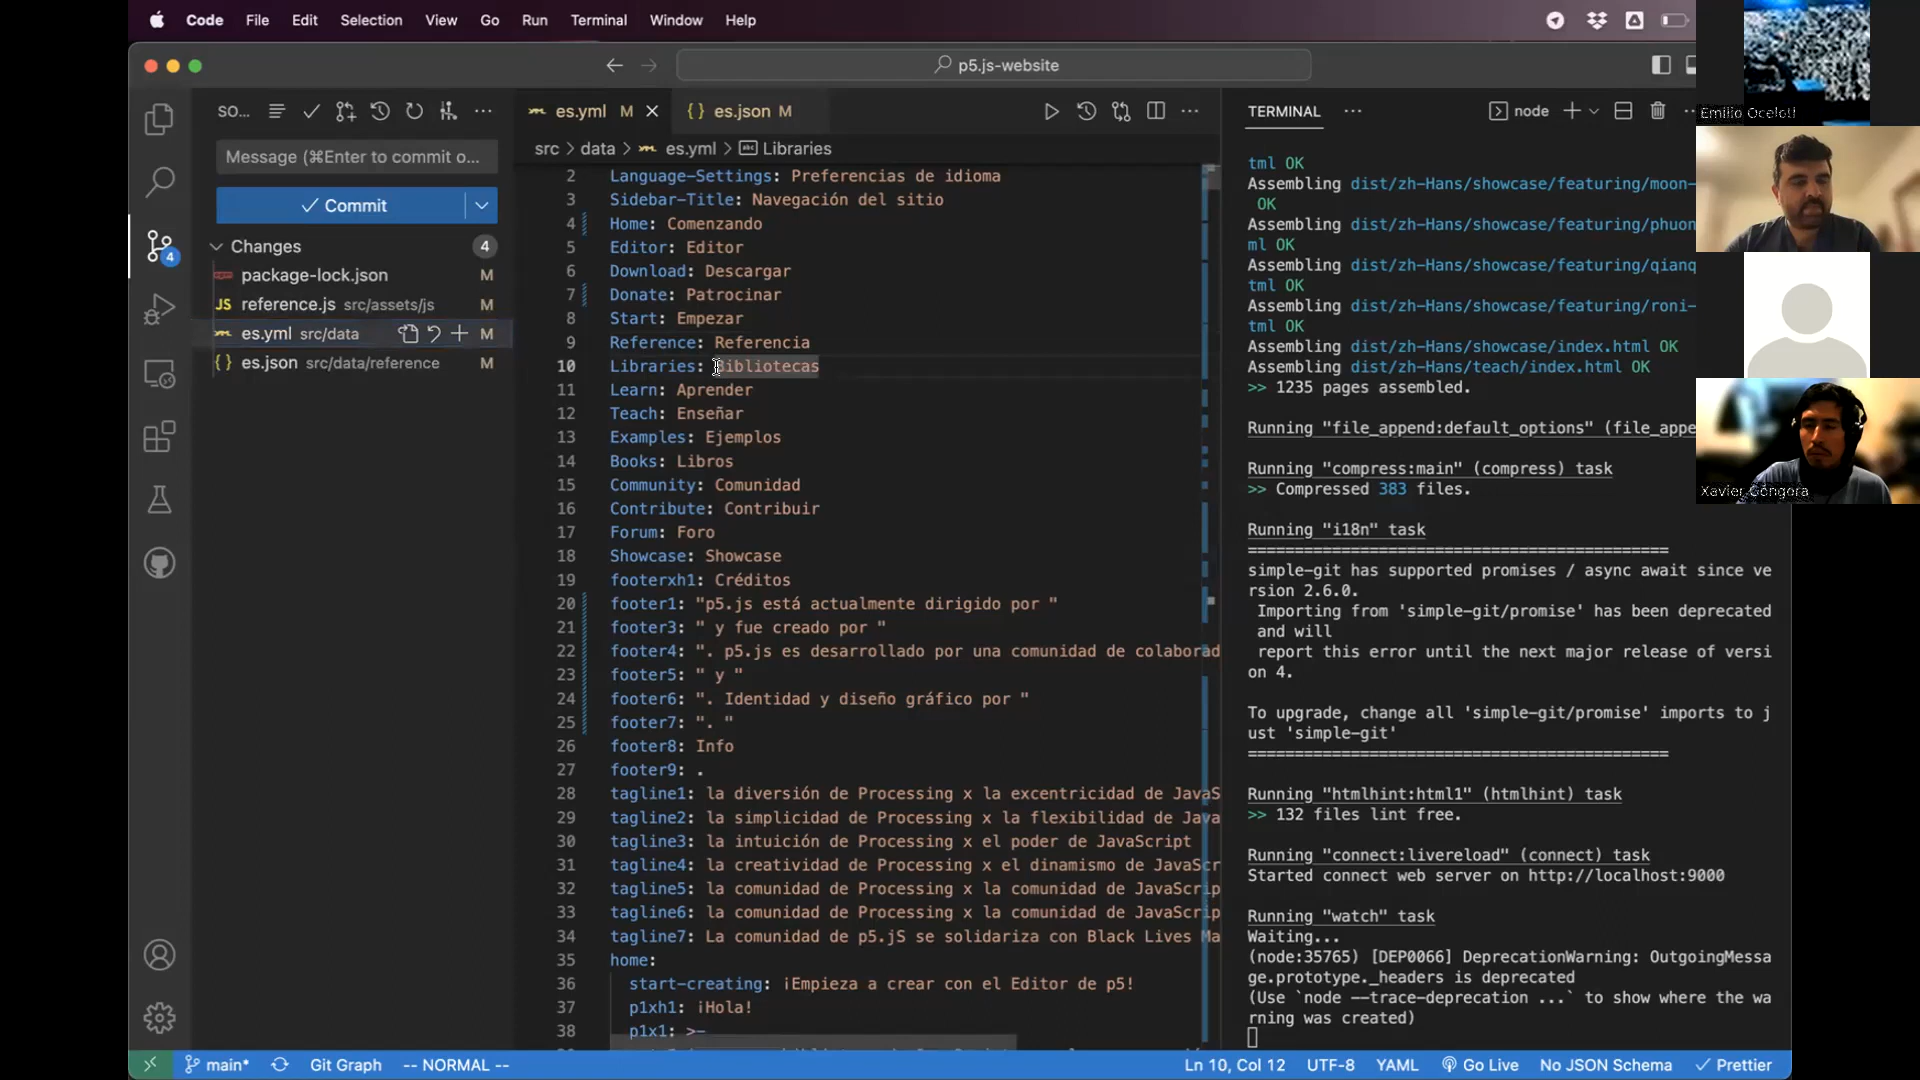 Code File Edit Selection View Go Run Terminal Window Help
p5.js-website
SO...
Message (⌘Enter to commit o...
Commit
Changes 4
package-lock.json M
reference.js src/assets/js M
es.yml src/data M
es.json src/data/reference M
4
es.yml M
es.json M
src > data > es.yml > Libraries
2 Language-Settings: Preferencias de idioma
3 Sidebar-Title: Navegación del sitio
4 Home: Comenzando
5 Editor: Editor
6 Download: Descargar
7 Donate: Patrocinar
8 Start: Empezar
9 Reference: Referencia
10 Libraries: Bibliotecas
11 Learn: Aprender
12 Teach: Enseñar
13 Examples: Ejemplos
14 Books: Libros
15 Community: Comunidad
16 Contribute: Contribuir
17 Forum: Foro
18 Showcase: Showcase
19 footerxh1: Créditos
20 footer1: "p5.js está actualmente dirigido por "
21 footer3: " y fue creado por "
22 footer4: ". p5.js es desarrollado por una comunidad de colaborad
23 footer5: " y "
24 footer6: ". Identidad y diseño gráfico por "
25 footer7: ". "
26 footer8: Info
27 footer9: .
28 tagline1: la diversión de Processing x la excentricidad de JavaS
29 tagline2: la simplicidad de Processing x la flexibilidad de Java
30 tagline3: la intuición de Processing x el poder de JavaScript
31 tagline4: la creatividad de Processing x el dinamismo de JavaScr
32 tagline5: la comunidad de Processing x la comunidad de JavaScrip
33 tagline6: la comunidad de Processing x la comunidad de JavaScrip
34 tagline7: La comunidad de p5.jS se solidariza con Black Lives Ma
35 home:
36 start-creating: ¡Empieza a crear con el Editor de p5!
37 p1xh1: ¡Hola!
38 p1x1: >-
TERMINAL
node
tml OK
Assembling dist/zh-Hans/showcase/featuring/moon-
OK
Assembling dist/zh-Hans/showcase/featuring/phuon
ml OK
Assembling dist/zh-Hans/showcase/featuring/qianq
tml OK
Assembling dist/zh-Hans/showcase/featuring/roni-
tml OK
Assembling dist/zh-Hans/showcase/index.html OK
Assembling dist/zh-Hans/teach/index.html OK
>> 1235 pages assembled.
Running "file_append:default_options" (file_appe
Running "compress:main" (compress) task
>> Compressed 383 files.
Running "i18n" task
=============================================
simple-git has supported promises / async await since ve
rsion 2.6.0.
Importing from 'simple-git/promise' has been deprecated
and will
report this error until the next major release of versi
on 4.
To upgrade, change all 'simple-git/promise' imports to j
ust 'simple-git'
=============================================
Running "htmlhint:html1" (htmlhint) task
>> 132 files lint free.
Running "connect:livereload" (connect) task
Started connect web server on http://localhost:9000
Running "watch" task
Waiting...
(node:35765) [DEP0066] DeprecationWarning: OutgoingMessa
ge.prototype._headers is deprecated
(Use `node --trace-deprecation ...` to show where the wa
rning was created)
Emilio Ocelotl
Xavier Góngora
main* Git Graph -- NORMAL -- Ln 10, Col 12 UTF-8 YAML Go Live No JSON Schema Prettier